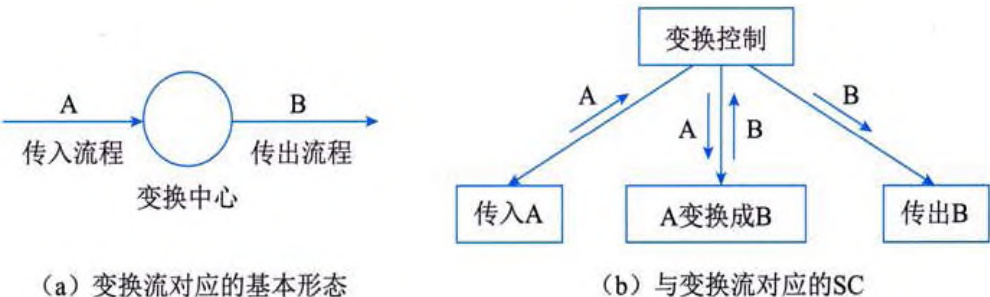 A
B
传入流程
传出流程
变换中心
(a) 变换流对应的基本形态
变换控制
A
A
B
B
传入A
A变换成B
传出B
(b) 与变换流对应的SC